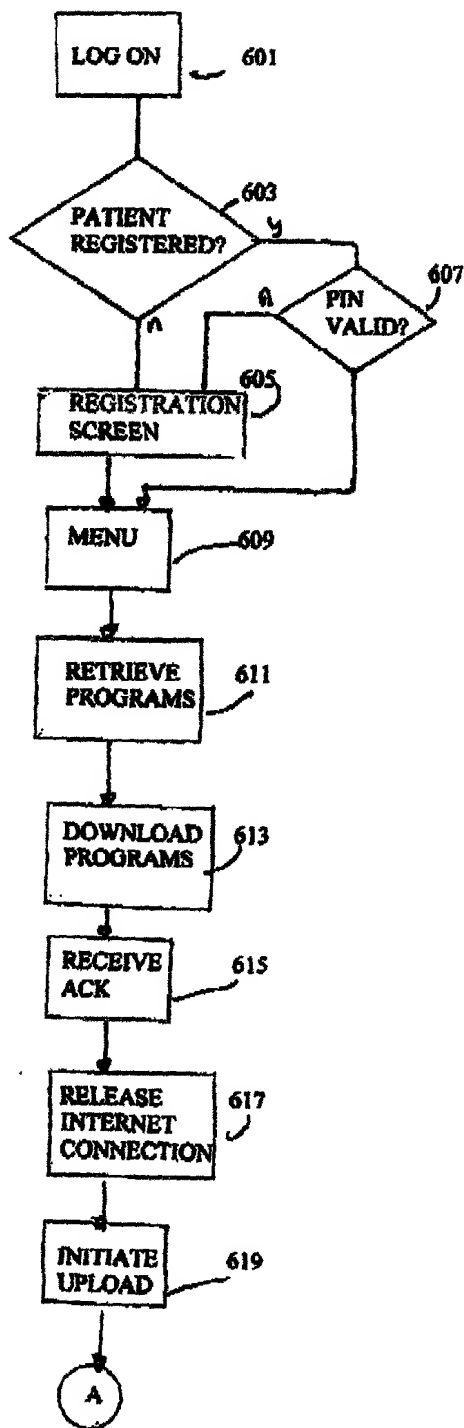 LOG ON
601
603
PATIENT
REGISTERED?
y
607
n
PIN
VALID?
n
605
REGISTRATION
SCREEN
MENU
609
RETRIEVE
PROGRAMS
611
DOWNLOAD
PROGRAMS
613
RECEIVE
ACK
615
RELEASE
INTERNET
CONNECTION
617
INITIATE
UPLOAD
619
A